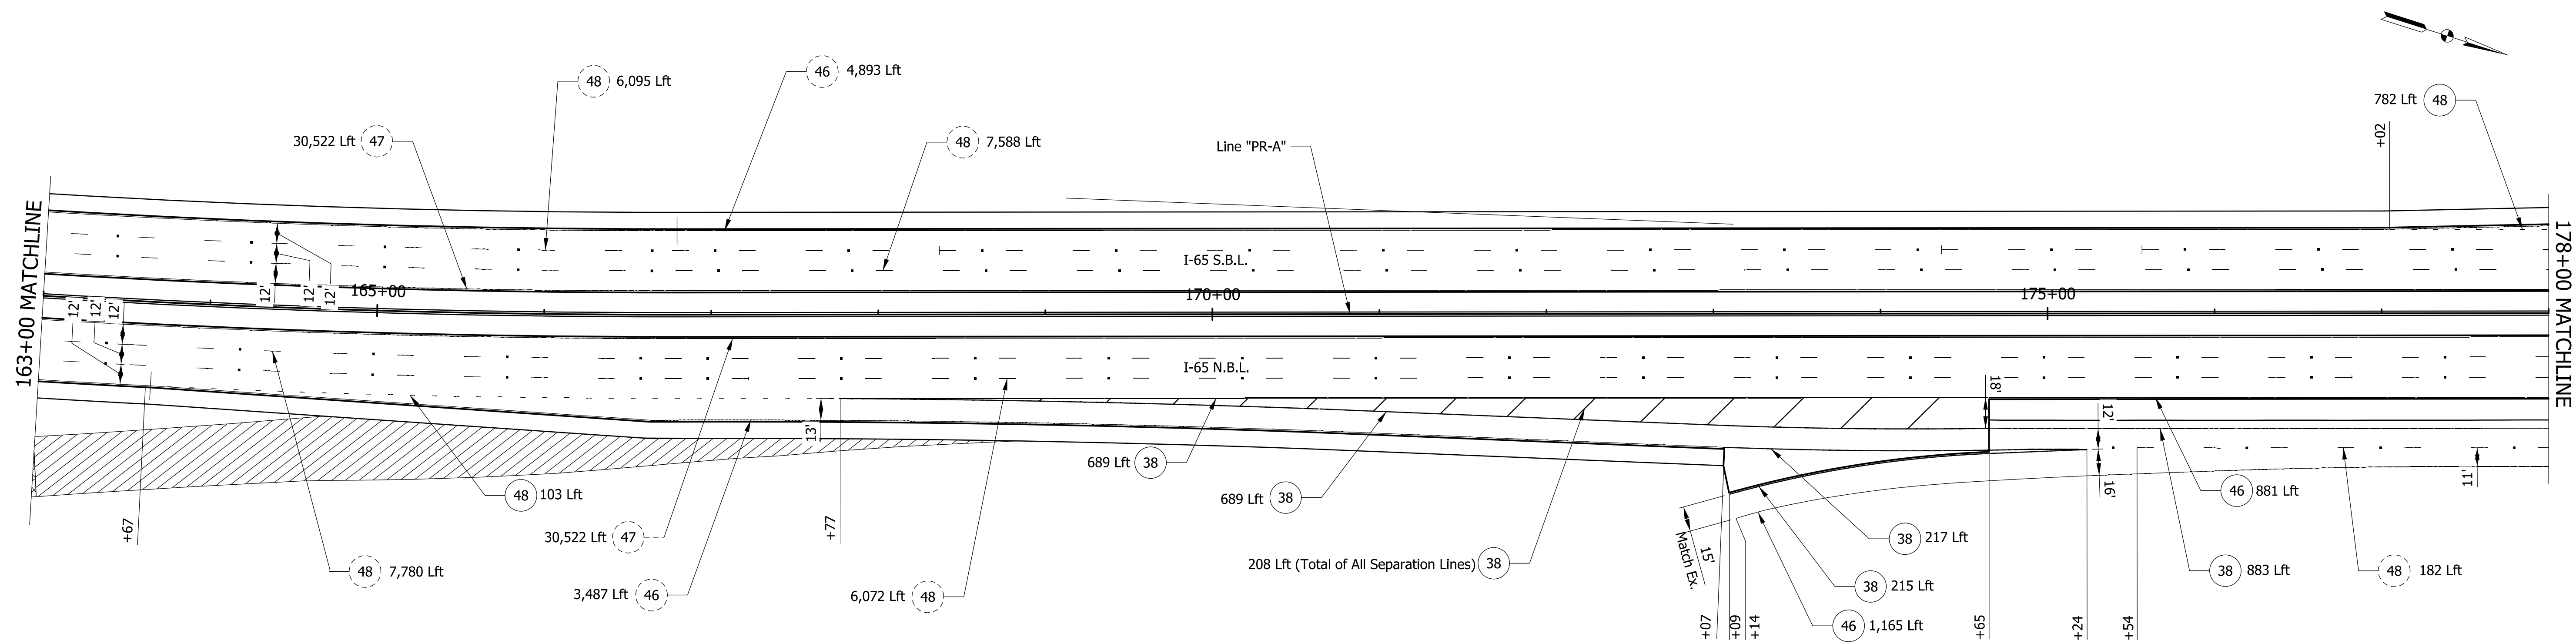 48 6,095 Lft
46 4,893 Lft
30,522 Lft 47
48 7,588 Lft
Line "PR-A"
782 Lft 48
+02
163+00 MATCHLINE
178+00 MATCHLINE
I-65 S.B.L.
12'
12'
12'
165+00
170+00
175+00
12'
12'
12'
I-65 N.B.L.
18'
12'
13'
16'
11'
+67
48 103 Lft
+77
689 Lft 38
689 Lft 38
46 881 Lft
30,522 Lft 47
38 217 Lft
208 Lft (Total of All Separation Lines) 38
15'
Match Ex.
48 7,780 Lft
38 883 Lft
48 182 Lft
38 215 Lft
3,487 Lft 46
6,072 Lft 48
46 1,165 Lft
+07
+09
+14
+65
+24
+54